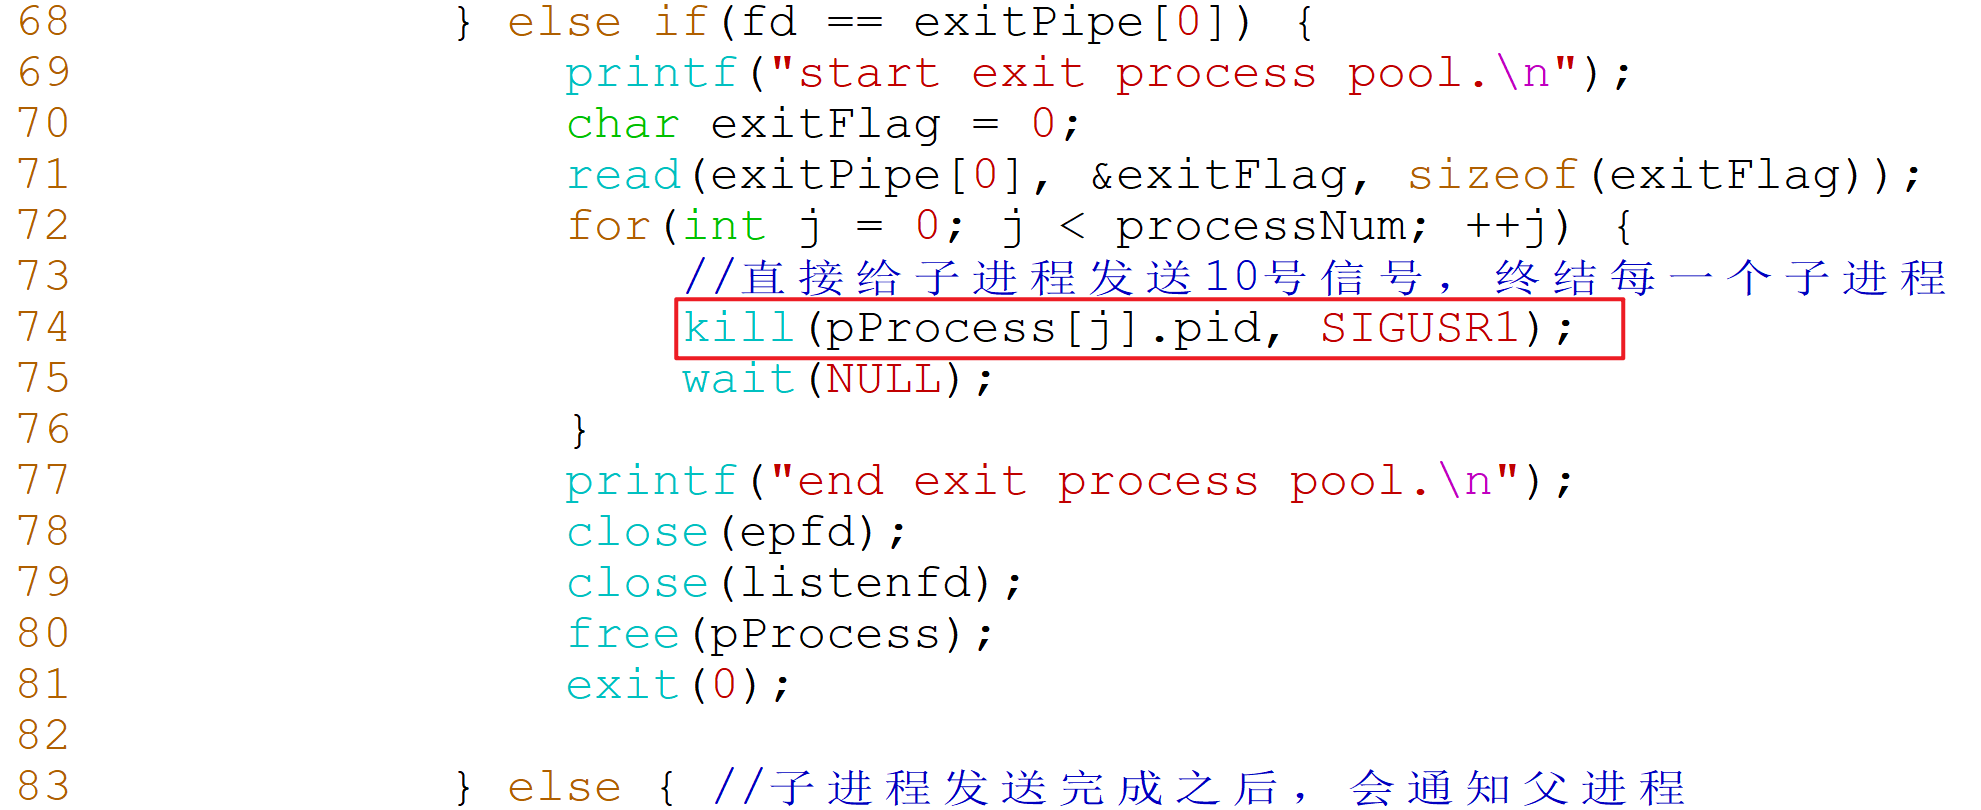 68 } else if(fd == exitPipe[0]) {
69 printf("start exit process pool.\n");
70 char exitFlag = 0;
71 read(exitPipe[0], &exitFlag, sizeof(exitFlag));
72 for(int j = 0; j < processNum; ++j) {
73 //直接给子进程发送10号信号，终结每一个子进程
74 kill(pProcess[j].pid, SIGUSR1);
75 wait(NULL);
76 }
77 printf("end exit process pool.\n");
78 close(epfd);
79 close(listenfd);
80 free(pProcess);
81 exit(0);
82
83 } else { //子进程发送完成之后，会通知父进程